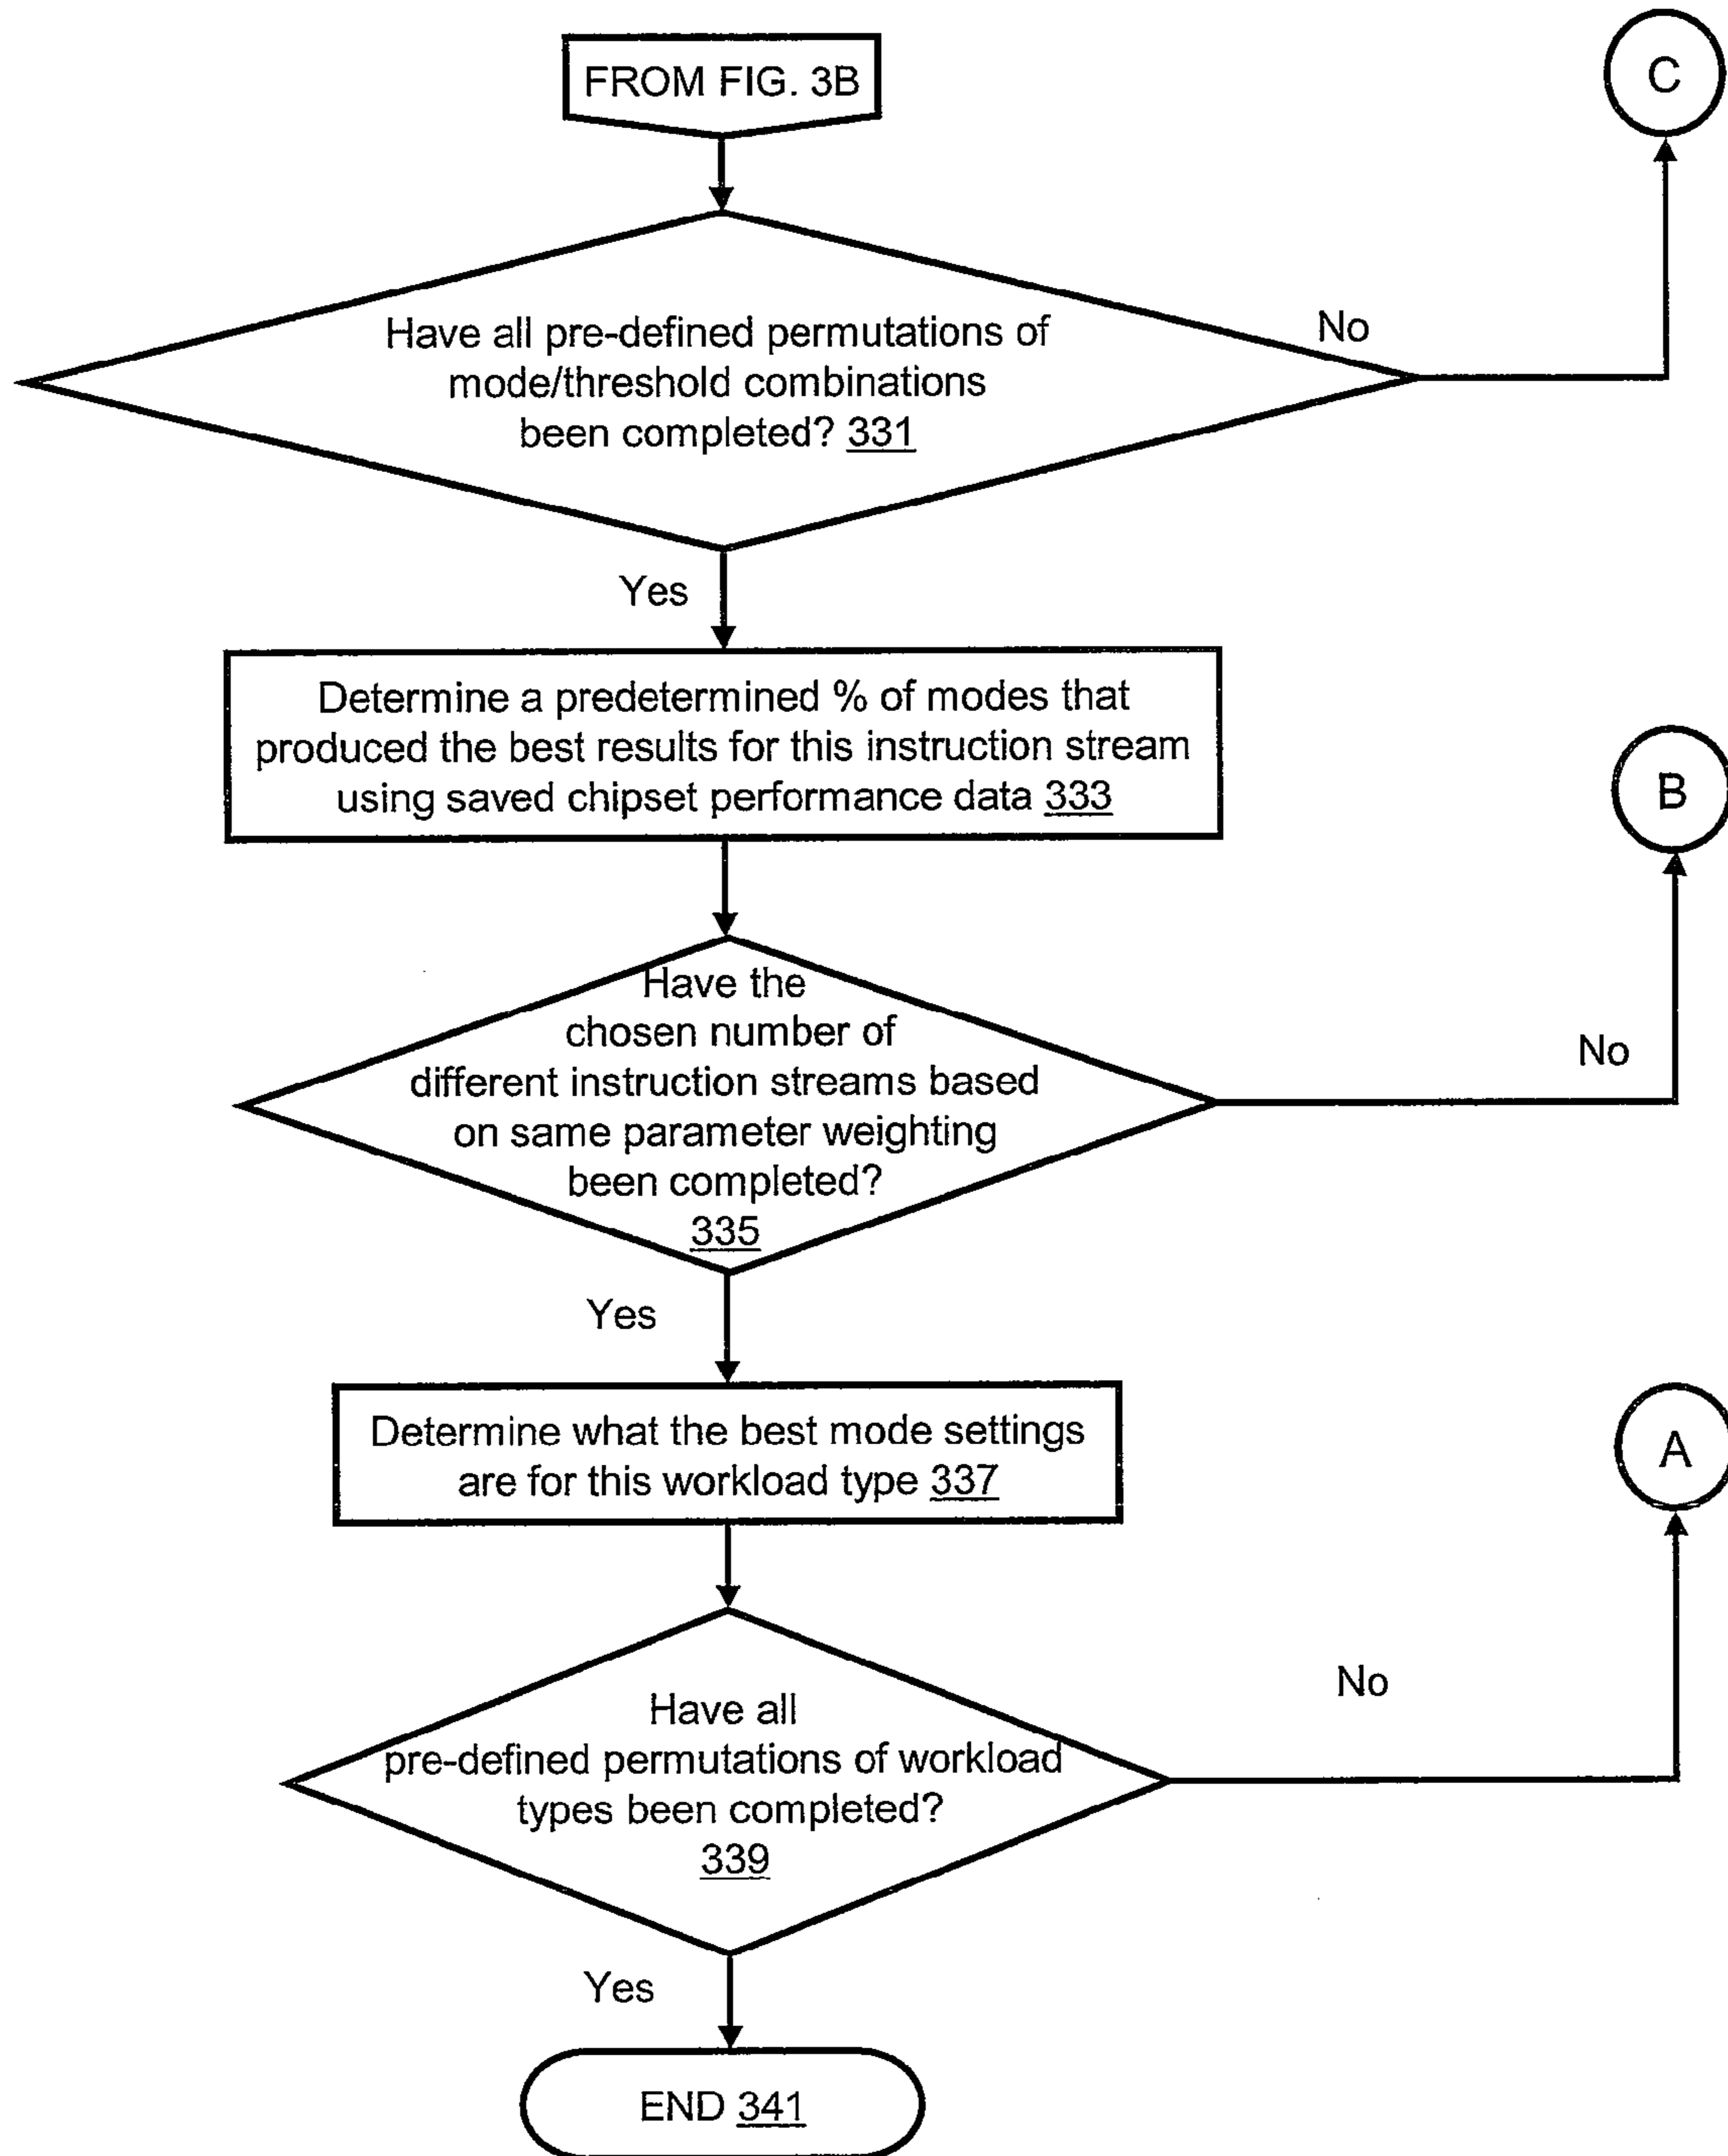 FROM FIG. 3B
C
Have all pre-defined permutations of
mode/threshold combinations
been completed? 331
No
Yes
Determine a predetermined % of modes that
produced the best results for this instruction stream
using saved chipset performance data 333
B
Have the
chosen number of
different instruction streams based
on same parameter weighting
been completed?
335
No
Yes
Determine what the best mode settings
are for this workload type 337
A
Have all
pre-defined permutations of workload
types been completed?
339
No
Yes
END 341